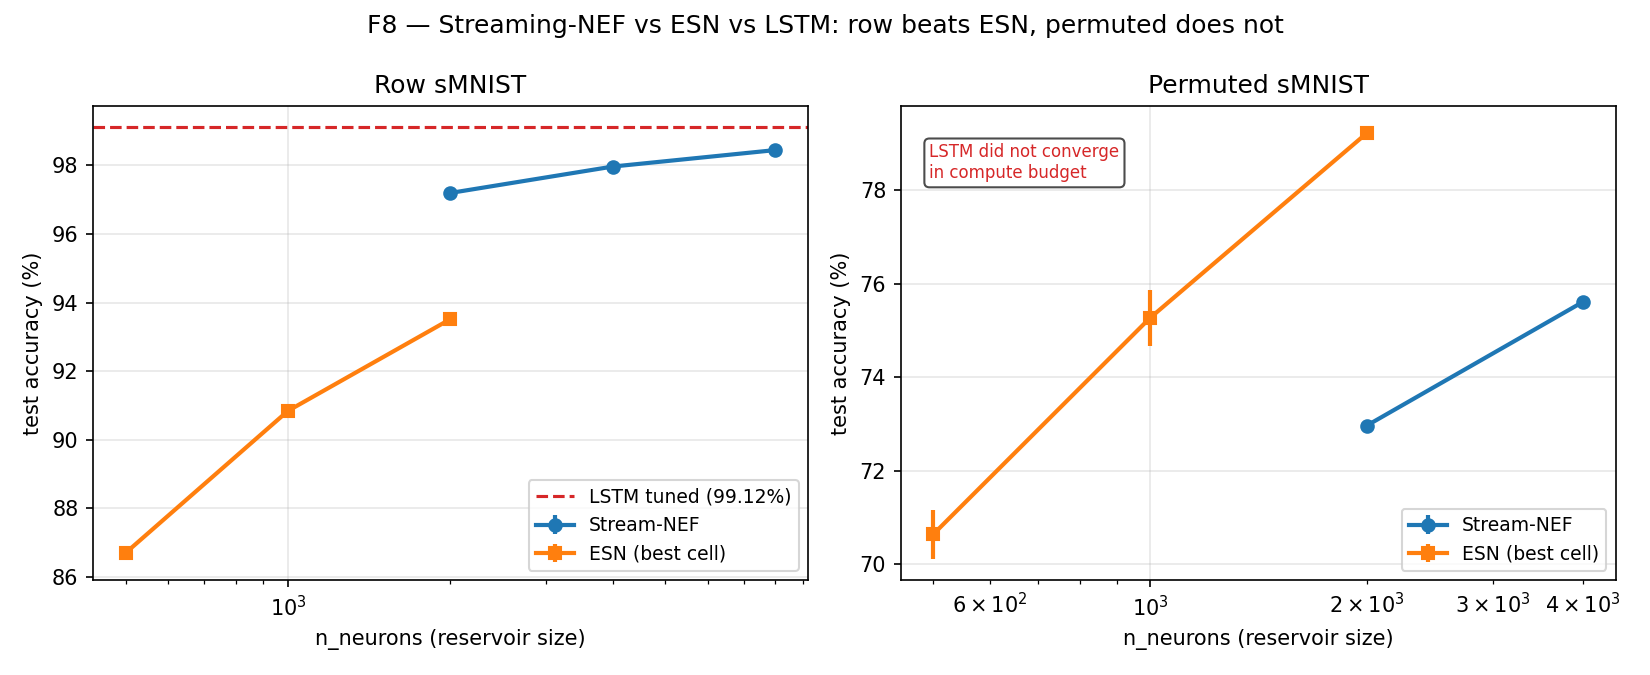 F8 — Streaming-NEF vs ESN vs LSTM: row beats ESN, permuted does not
Row sMNIST
test accuracy (%)
98
96
94
92
90
88
86
10³
n_neurons (reservoir size)
LSTM tuned (99.12%)
Stream-NEF
ESN (best cell)
Permuted sMNIST
test accuracy (%)
78
76
74
72
70
LSTM did not converge
in compute budget
6 × 10²
10³
2 × 10³
3 × 10³
4 × 10³
n_neurons (reservoir size)
Stream-NEF
ESN (best cell)